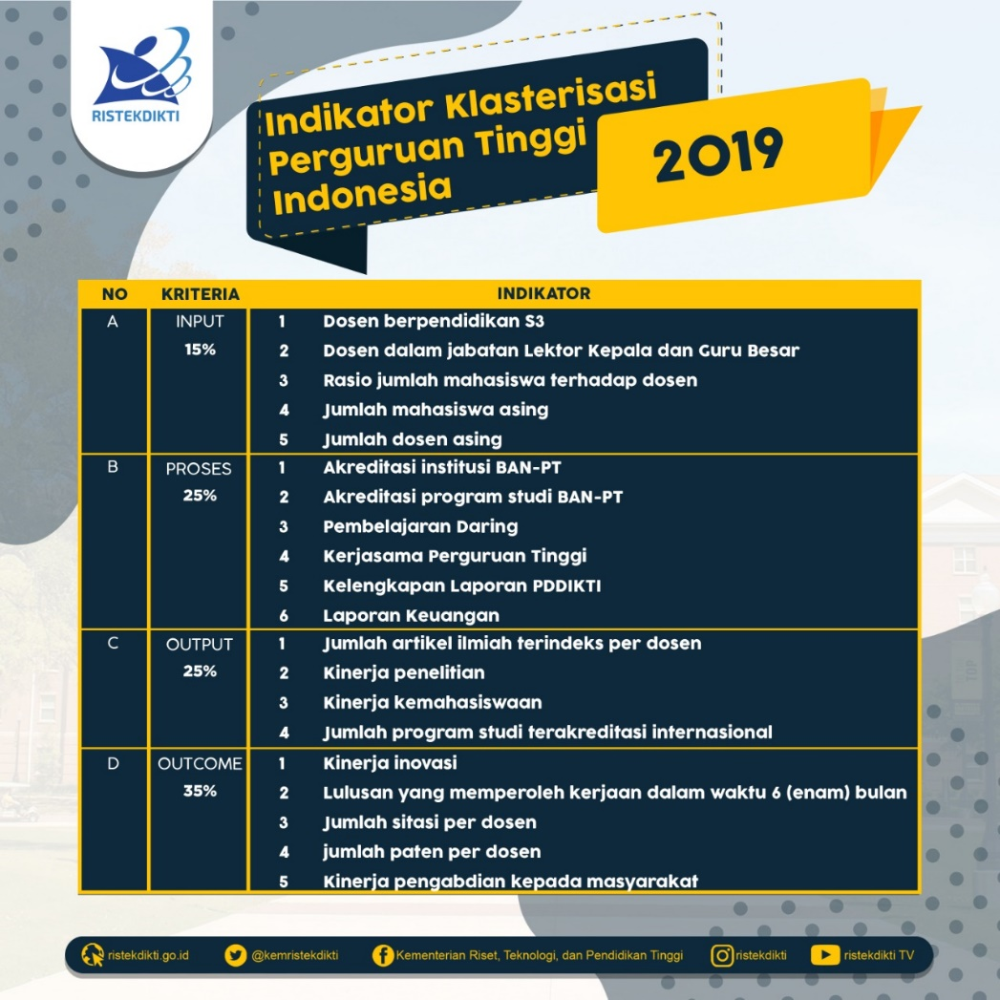 RISTEKDIKTI
Indikator Klasterisasi
Perguruan Tinggi
Indonesia
2019
NO KRITERIA INDIKATOR
A INPUT 1 Dosen berpendidikan S3
15% 2 Dosen dalam jabatan Lektor Kepala dan Guru Besar
3 Rasio jumlah mahasiswa terhadap dosen
4 Jumlah mahasiswa asing
5 Jumlah dosen asing
B PROSES 1 Akreditasi institusi BAN-PT
25% 2 Akreditasi program studi BAN-PT
3 Pembelajaran Daring
4 Kerjasama Perguruan Tinggi
5 Kelengkapan Laporan PDDIKTI
6 Laporan Keuangan
C OUTPUT 1 Jumlah artikel ilmiah terindeks per dosen
25% 2 Kinerja penelitian
3 Kinerja kemahasiswaan
4 Jumlah program studi terakreditasi internasional
D OUTCOME 1 Kinerja inovasi
35% 2 Lulusan yang memperoleh kerjaan dalam waktu 6 (enam) bulan
3 Jumlah sitasi per dosen
4 jumlah paten per dosen
5 Kinerja pengabdian kepada masyarakat
ristekdikti.go.id @kemristekdikti Kementerian Riset, Teknologi, dan Pendidikan Tinggi ristekdikti ristekdikti TV